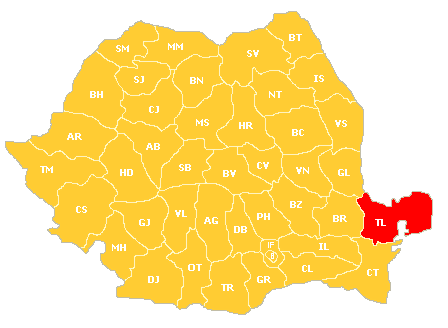 BT
SM
MM
SV
SJ
BN
IS
BH
NT
CJ
MS
HR
VS
BC
AR
AB
SB
CV
VN
GL
TM
HD
BV
CS
VL
AG
BZ
GJ
PH
BR
TL
DB
MH
IF
IL
B
OT
CL
CT
DJ
TR
GR